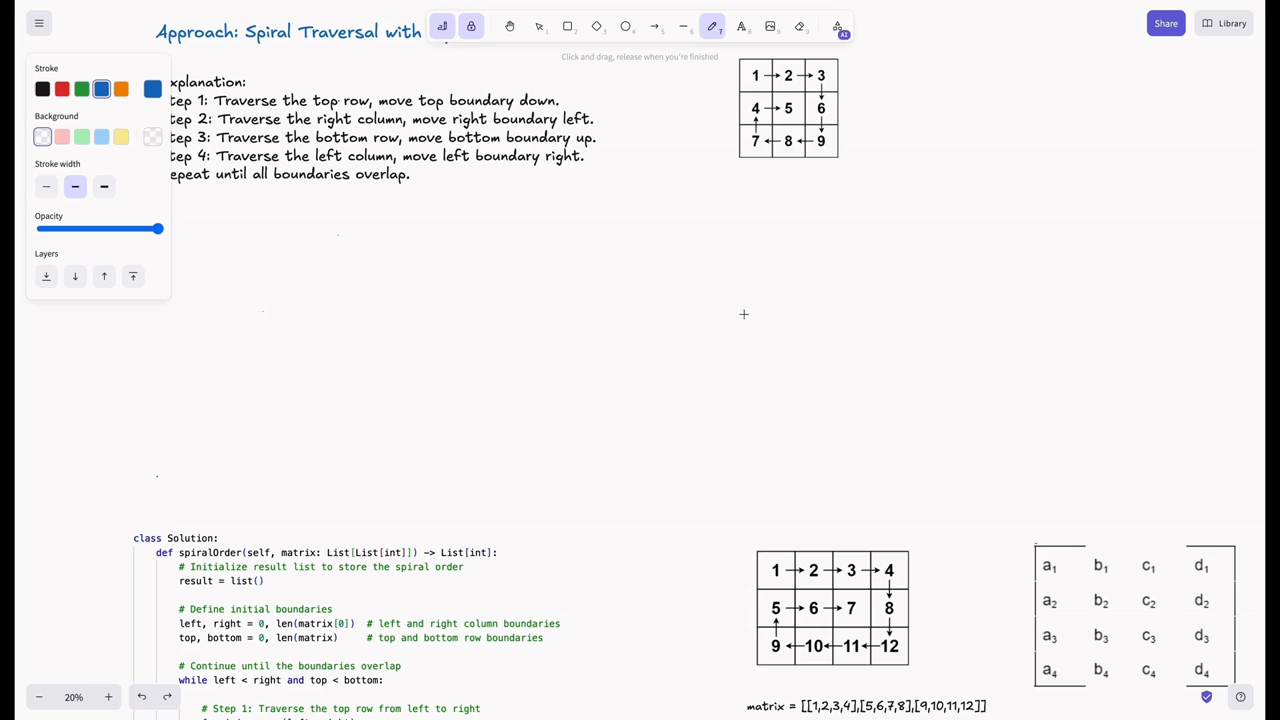 Approach: Spiral Traversal with
Share
Library
Click and drag, release when you're finished
Stroke
Background
Stroke width
Opacity
Layers
xplanation:
tep 1: Traverse the top row, move top boundary down.
tep 2: Traverse the right column, move right boundary left.
tep 3: Traverse the bottom row, move bottom boundary up.
tep 4: Traverse the left column, move left boundary right.
epeat until all boundaries overlap.
1 → 2 → 3
4 → 5 6
7 ← 8 ← 9
class Solution:
def spiralOrder(self, matrix: List[List[int]]) -> List[int]:
# Initialize result list to store the spiral order
result = list()
# Define initial boundaries
left, right = 0, len(matrix[0]) # left and right column boundaries
top, bottom = 0, len(matrix) # top and bottom row boundaries
# Continue until the boundaries overlap
while left < right and top < bottom:
# Step 1: Traverse the top row from left to right
1 → 2 → 3 → 4
5 → 6 → 7 8
9 ← 10 ← 11 ← 12
matrix = [[1,2,3,4],[5,6,7,8],[9,10,11,12]]
a₁ b₁ c₁ d₁
a₂ b₂ c₂ d₂
a₃ b₃ c₃ d₃
a₄ b₄ c₄ d₄
20%